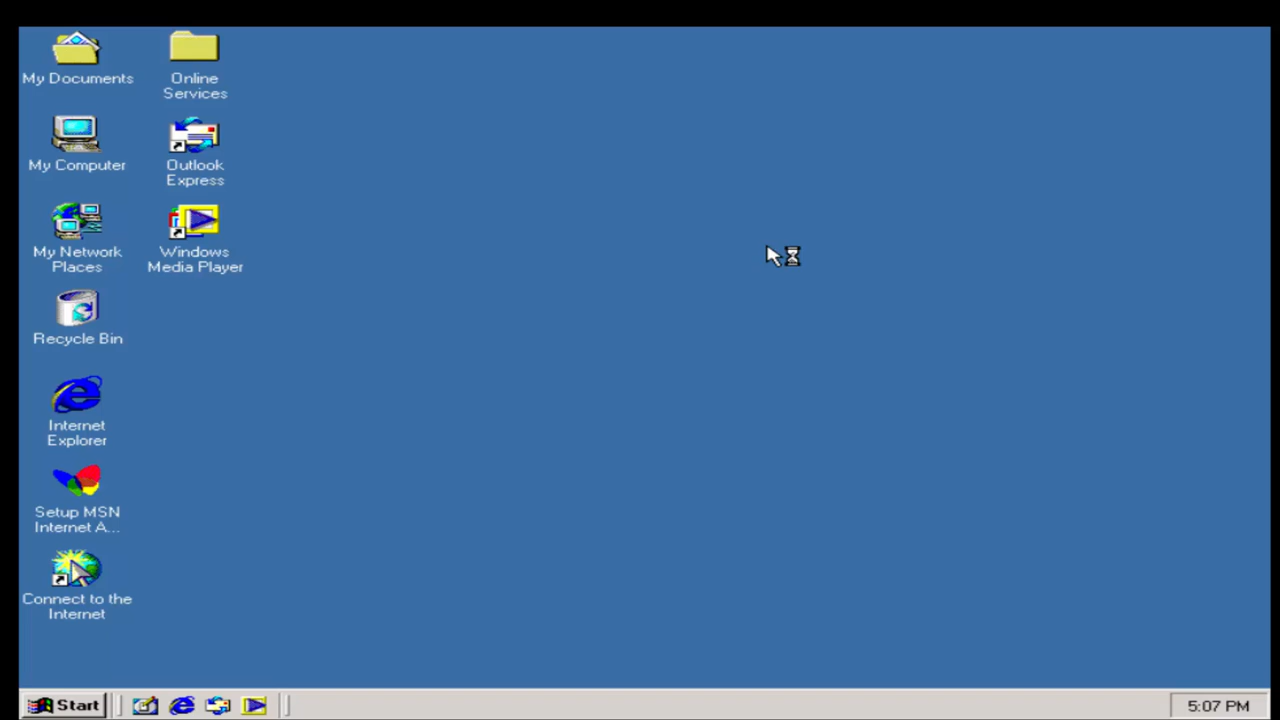 My Documents
Online
Services
My Computer
Outlook
Express
My Network
Places
Windows
Media Player
Recycle Bin
Internet
Explorer
Setup MSN
Internet A...
Connect to the
Internet
Start
5:07 PM